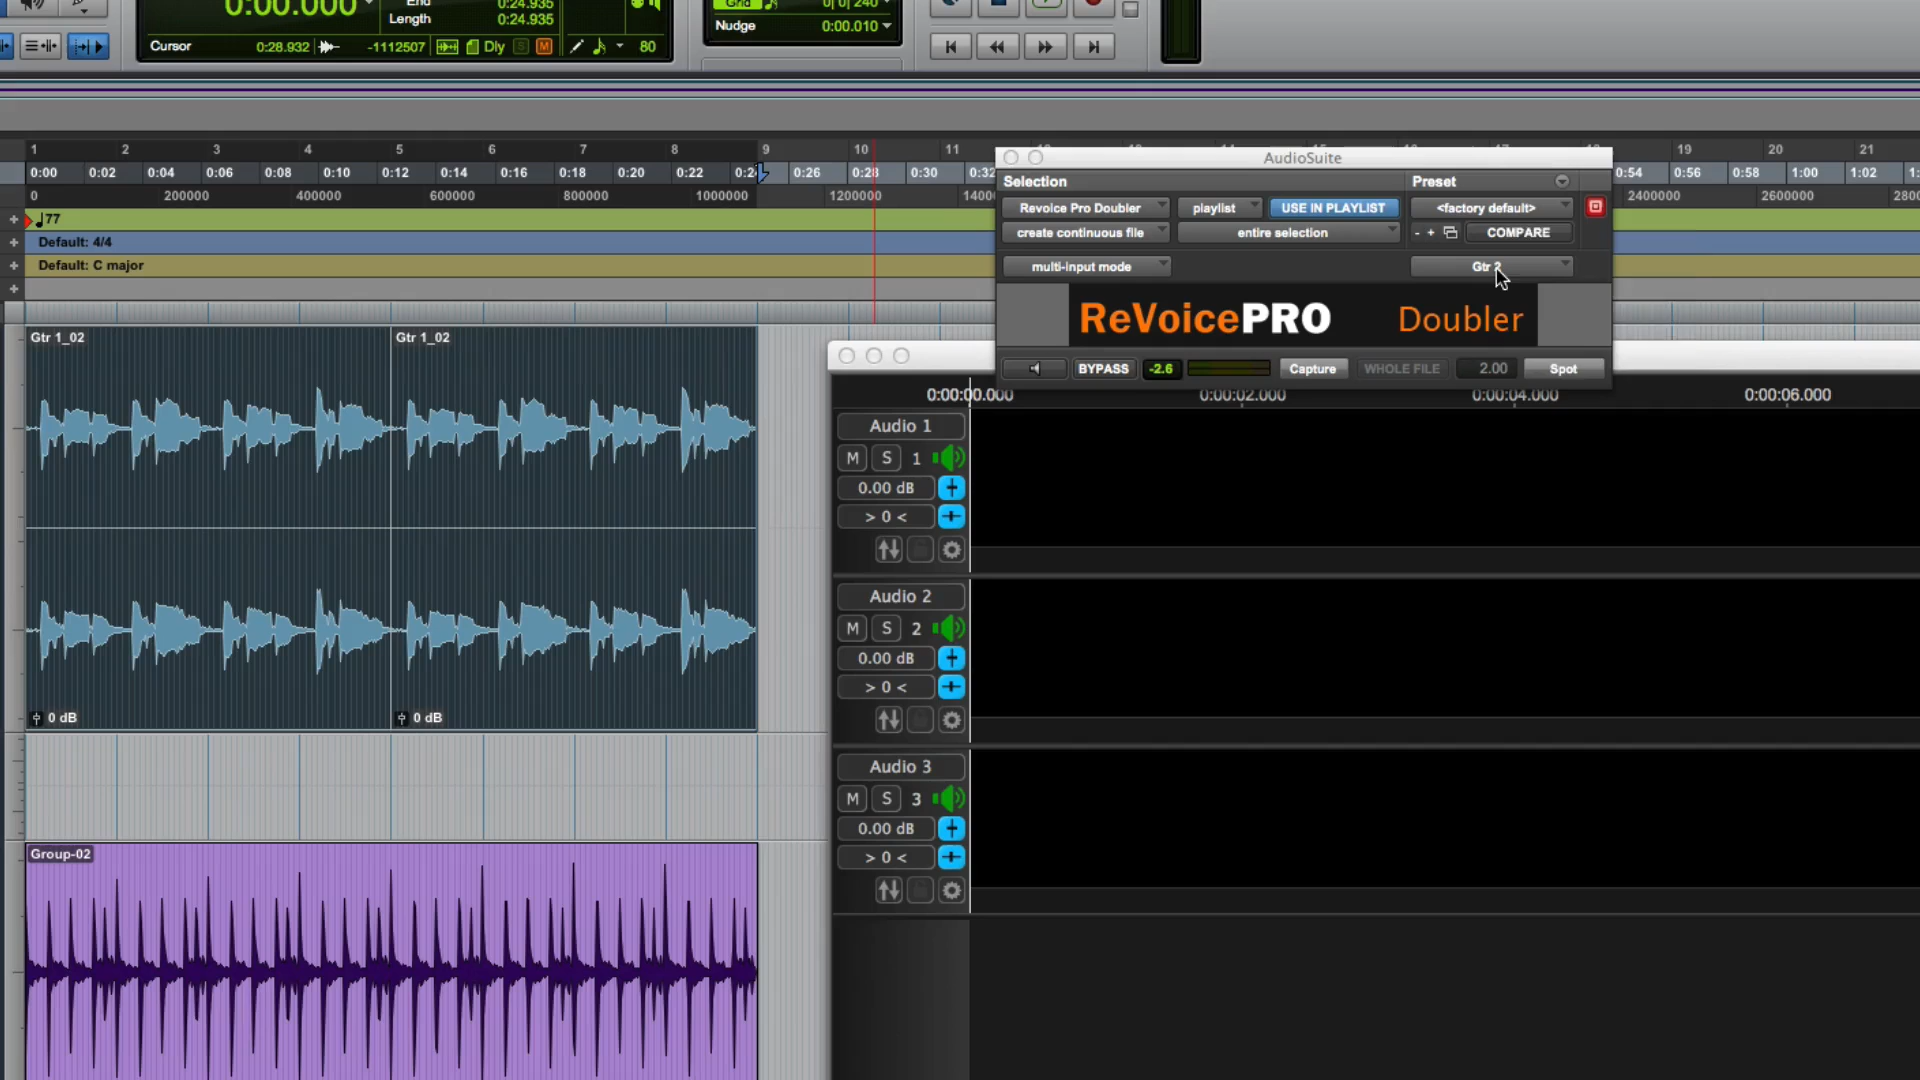 0:00.000
End 0:24.935
Length 0:24.935
Cursor 0:28.932 -1112507 Dly S M 80
Grid 0| 0| 240
Nudge 0:00.010
1 2 3 4 5 6 7 8 9 10 11 19 20 21
0:00 0:02 0:04 0:06 0:08 0:10 0:12 0:14 0:16 0:18 0:20 0:22 0:26 0:28 0:30 0:54 0:56 0:58 1:00 1:02
0 200000 400000 600000 800000 1000000 1200000 2400000 2600000
77
Default: 4/4
Default: C major
AudioSuite
Selection Preset
Revoice Pro Doubler playlist USE IN PLAYLIST <factory default>
create continuous file entire selection - + COMPARE
multi-input mode Gtr 2
ReVoicePRO Doubler
BYPASS -2.6 Capture WHOLE FILE 2.00 Spot
Gtr 1_02 Gtr 1_02
0 dB 0 dB
Group-02
0:00:00.000 0:00:02.000 0:00:04.000 0:00:06.000
Audio 1
M S 1
0.00 dB
> 0 <
Audio 2
M S 2
0.00 dB
> 0 <
Audio 3
M S 3
0.00 dB
> 0 <